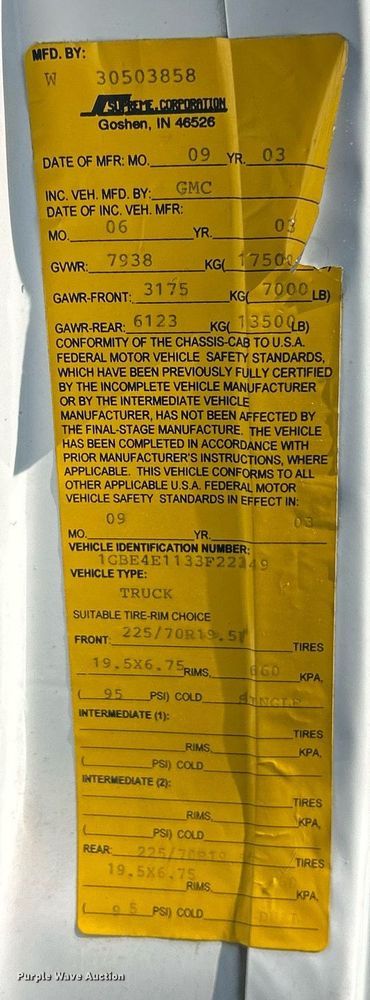 MFD. BY:
W 30503858
SUPREME CORPORATION
Goshen, IN 46526
DATE OF MFR: MO. 09 YR. 03
INC. VEH. MFD. BY: GMC
DATE OF INC. VEH. MFR:
MO. 06 YR. 03
GVWR: 7938 KG( 17500
GAWR-FRONT: 3175 KG( 7000 LB)
GAWR-REAR: 6123 KG( 13500 LB)
CONFORMITY OF THE CHASSIS-CAB TO U.S.A.
FEDERAL MOTOR VEHICLE SAFETY STANDARDS,
WHICH HAVE BEEN PREVIOUSLY FULLY CERTIFIED
BY THE INCOMPLETE VEHICLE MANUFACTURER
OR BY THE INTERMEDIATE VEHICLE
MANUFACTURER, HAS NOT BEEN AFFECTED BY
THE FINAL-STAGE MANUFACTURE. THE VEHICLE
HAS BEEN COMPLETED IN ACCORDANCE WITH
PRIOR MANUFACTURER'S INSTRUCTIONS, WHERE
APPLICABLE. THIS VEHICLE CONFORMS TO ALL
OTHER APPLICABLE U.S.A. FEDERAL MOTOR
VEHICLE SAFETY STANDARDS IN EFFECT IN:
MO. 09 YR. 03
VEHICLE IDENTIFICATION NUMBER:
VEHICLE TYPE:
TRUCK
SUITABLE TIRE-RIM CHOICE
FRONT: 225/70R19.5F TIRES
19.5X6.75 RIMS, 660 KPA,
( 95 PSI) COLD SINGLE
INTERMEDIATE (1):
TIRES
RIMS, KPA,
( PSI) COLD
INTERMEDIATE (2):
TIRES
RIMS, KPA,
( PSI) COLD
REAR: TIRES
19.5X6.75 RIMS, KPA,
( 95 PSI) COLD
Purple Wave Auction